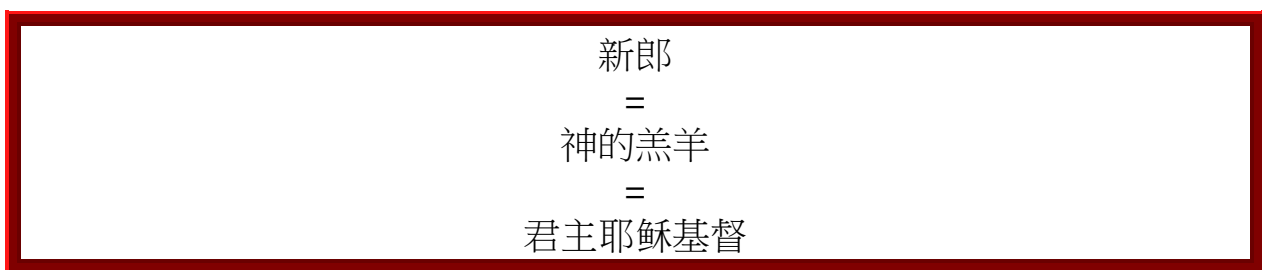 新郎
=
神的羔羊
=
君主耶稣基督